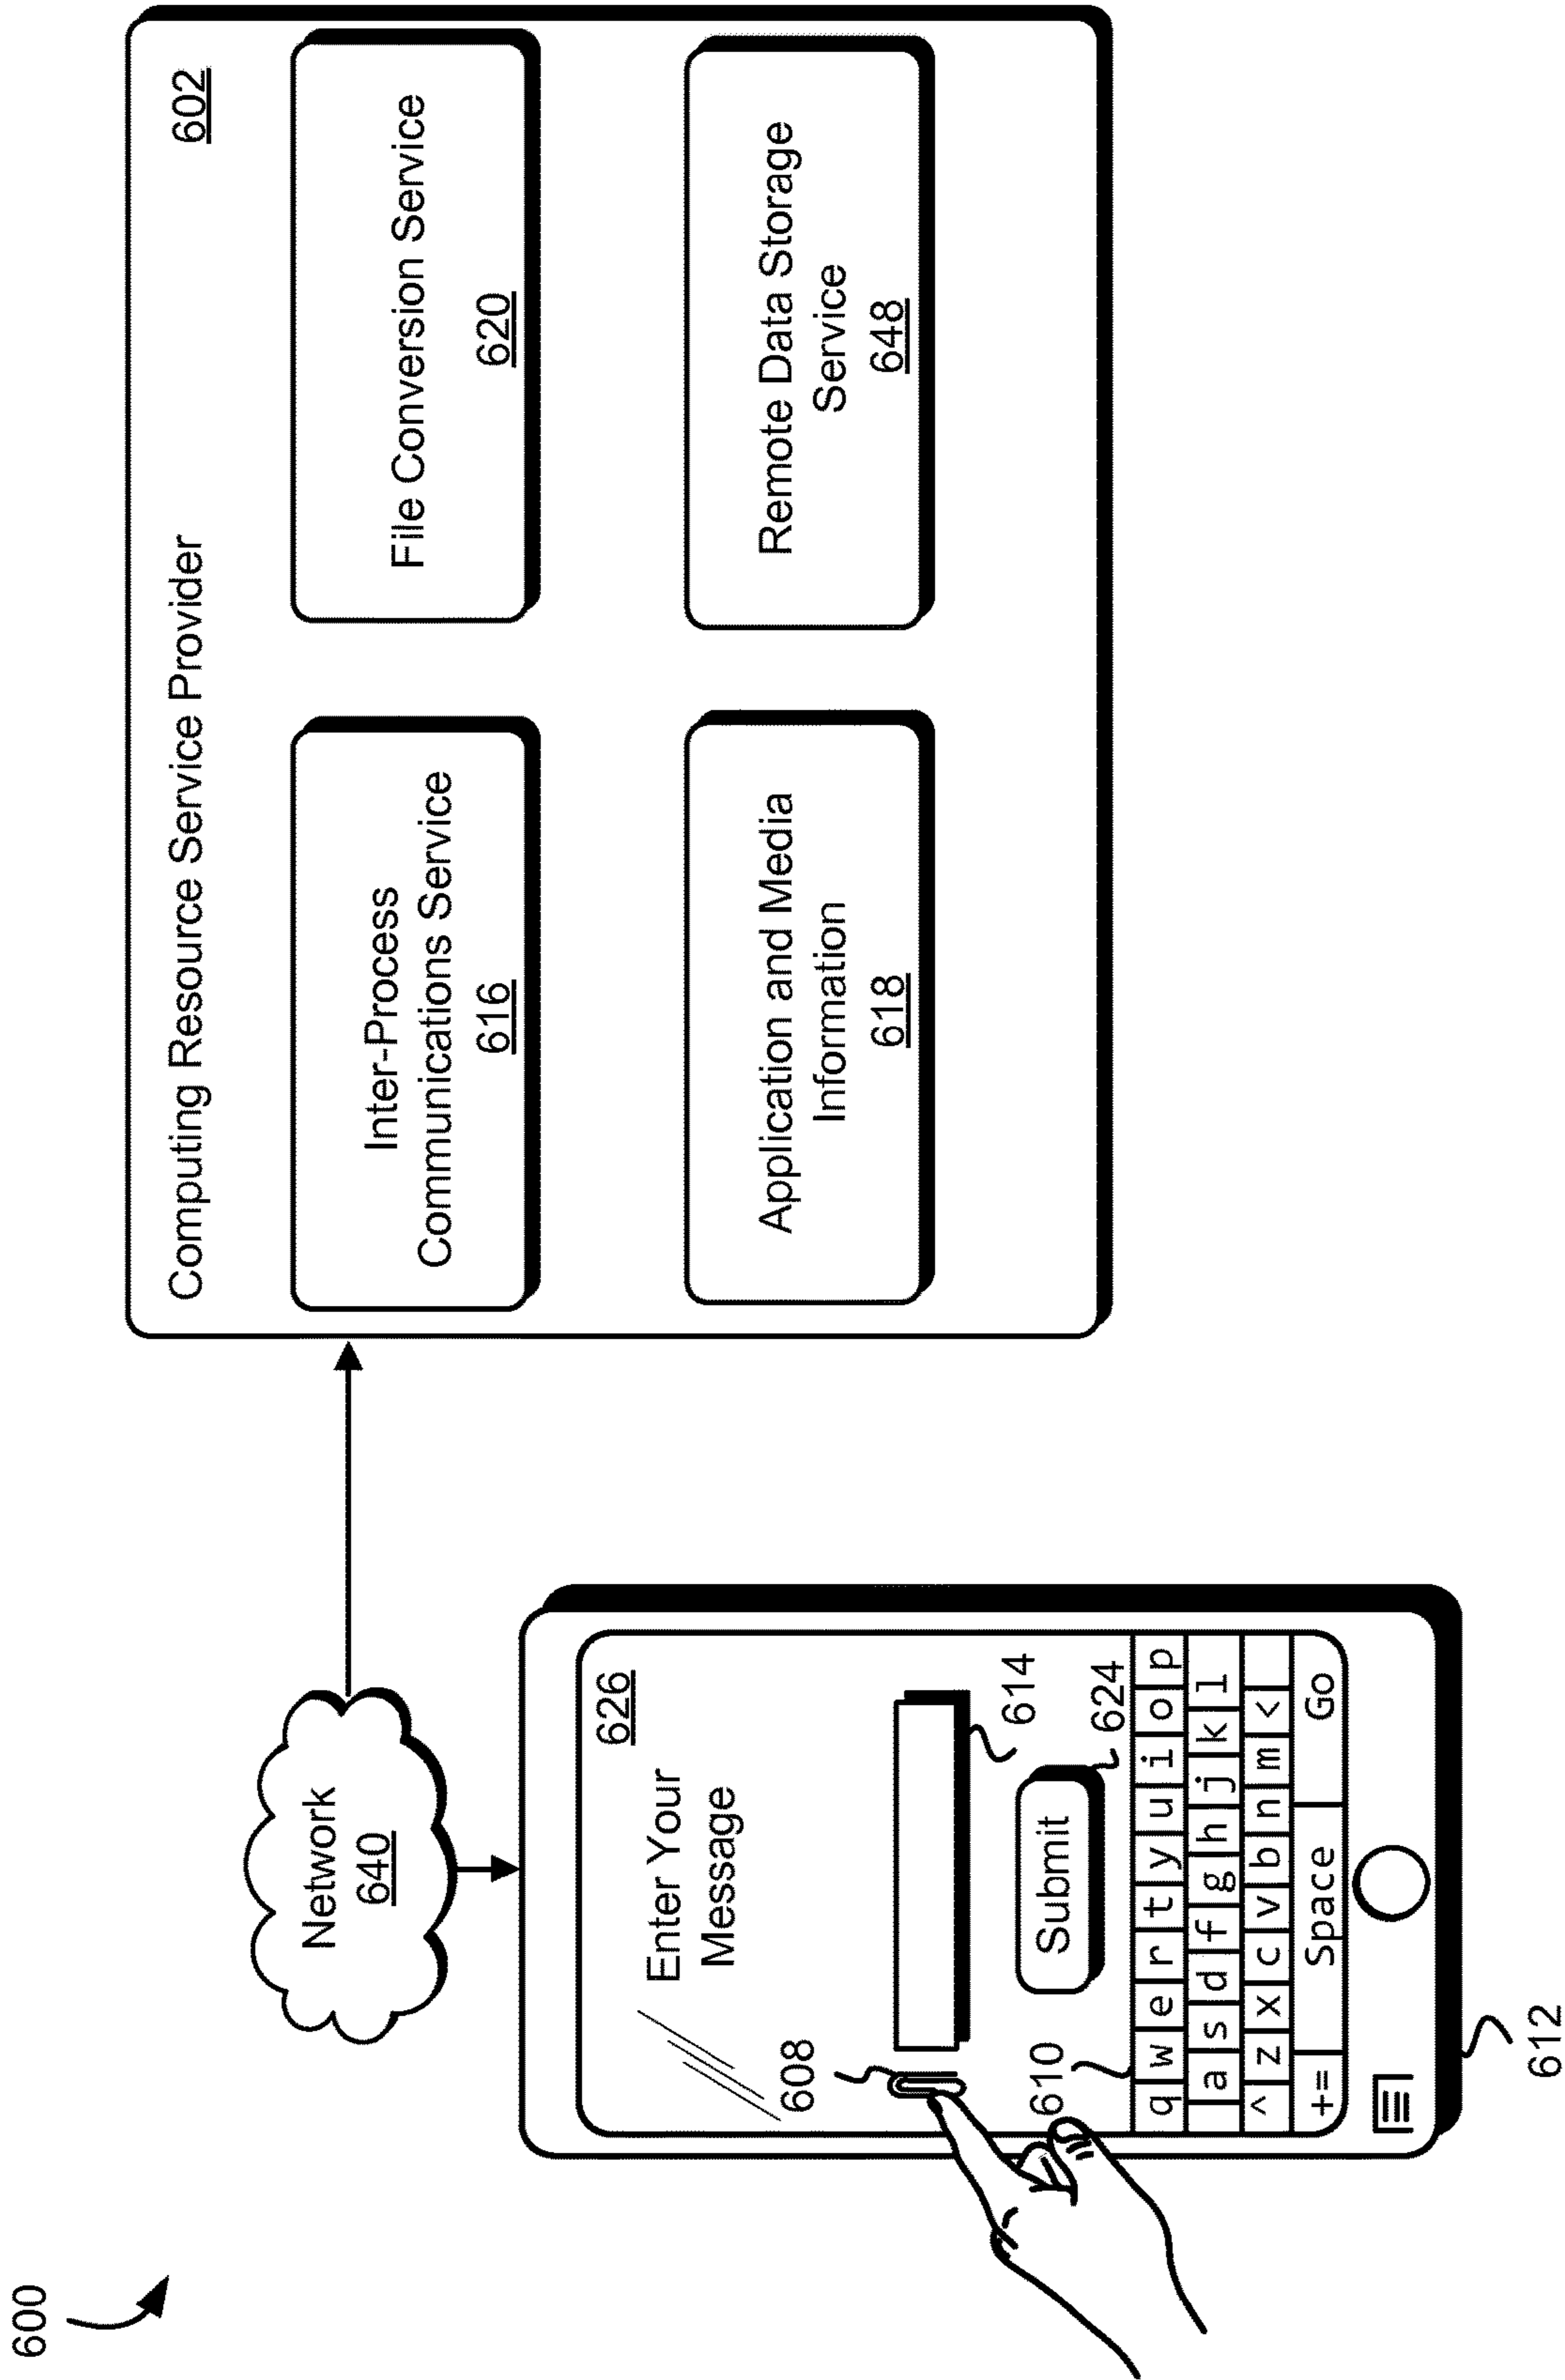 600
Network
640
Computing Resource Service Provider
602
Inter-Process
Communications Service
616
File Conversion Service
620
Application and Media
Information
618
Remote Data Storage
Service
648
626
Enter Your
Message
608
614
Submit
624
610
q w e r t y u i o p
a s d f g h j k l
^ z x c v b n m <
+= Space Go
612